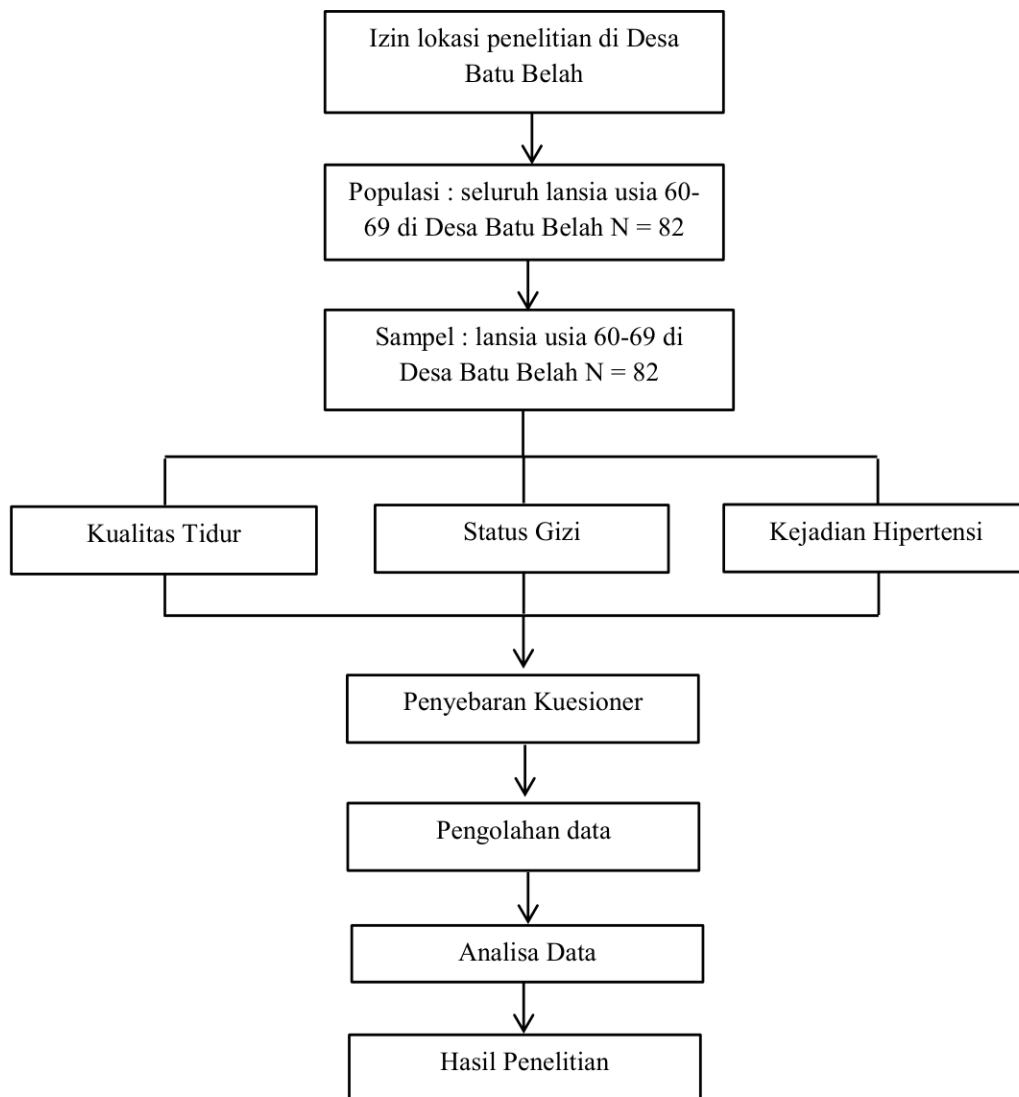 Izin lokasi penelitian di Desa
Batu Belah
Populasi : seluruh lansia usia 60-
69 di Desa Batu Belah N = 82
Sampel : lansia usia 60-69 di
Desa Batu Belah N = 82
Kualitas Tidur
Status Gizi
Kejadian Hipertensi
Penyebaran Kuesioner
Pengolahan data
Analisa Data
Hasil Penelitian